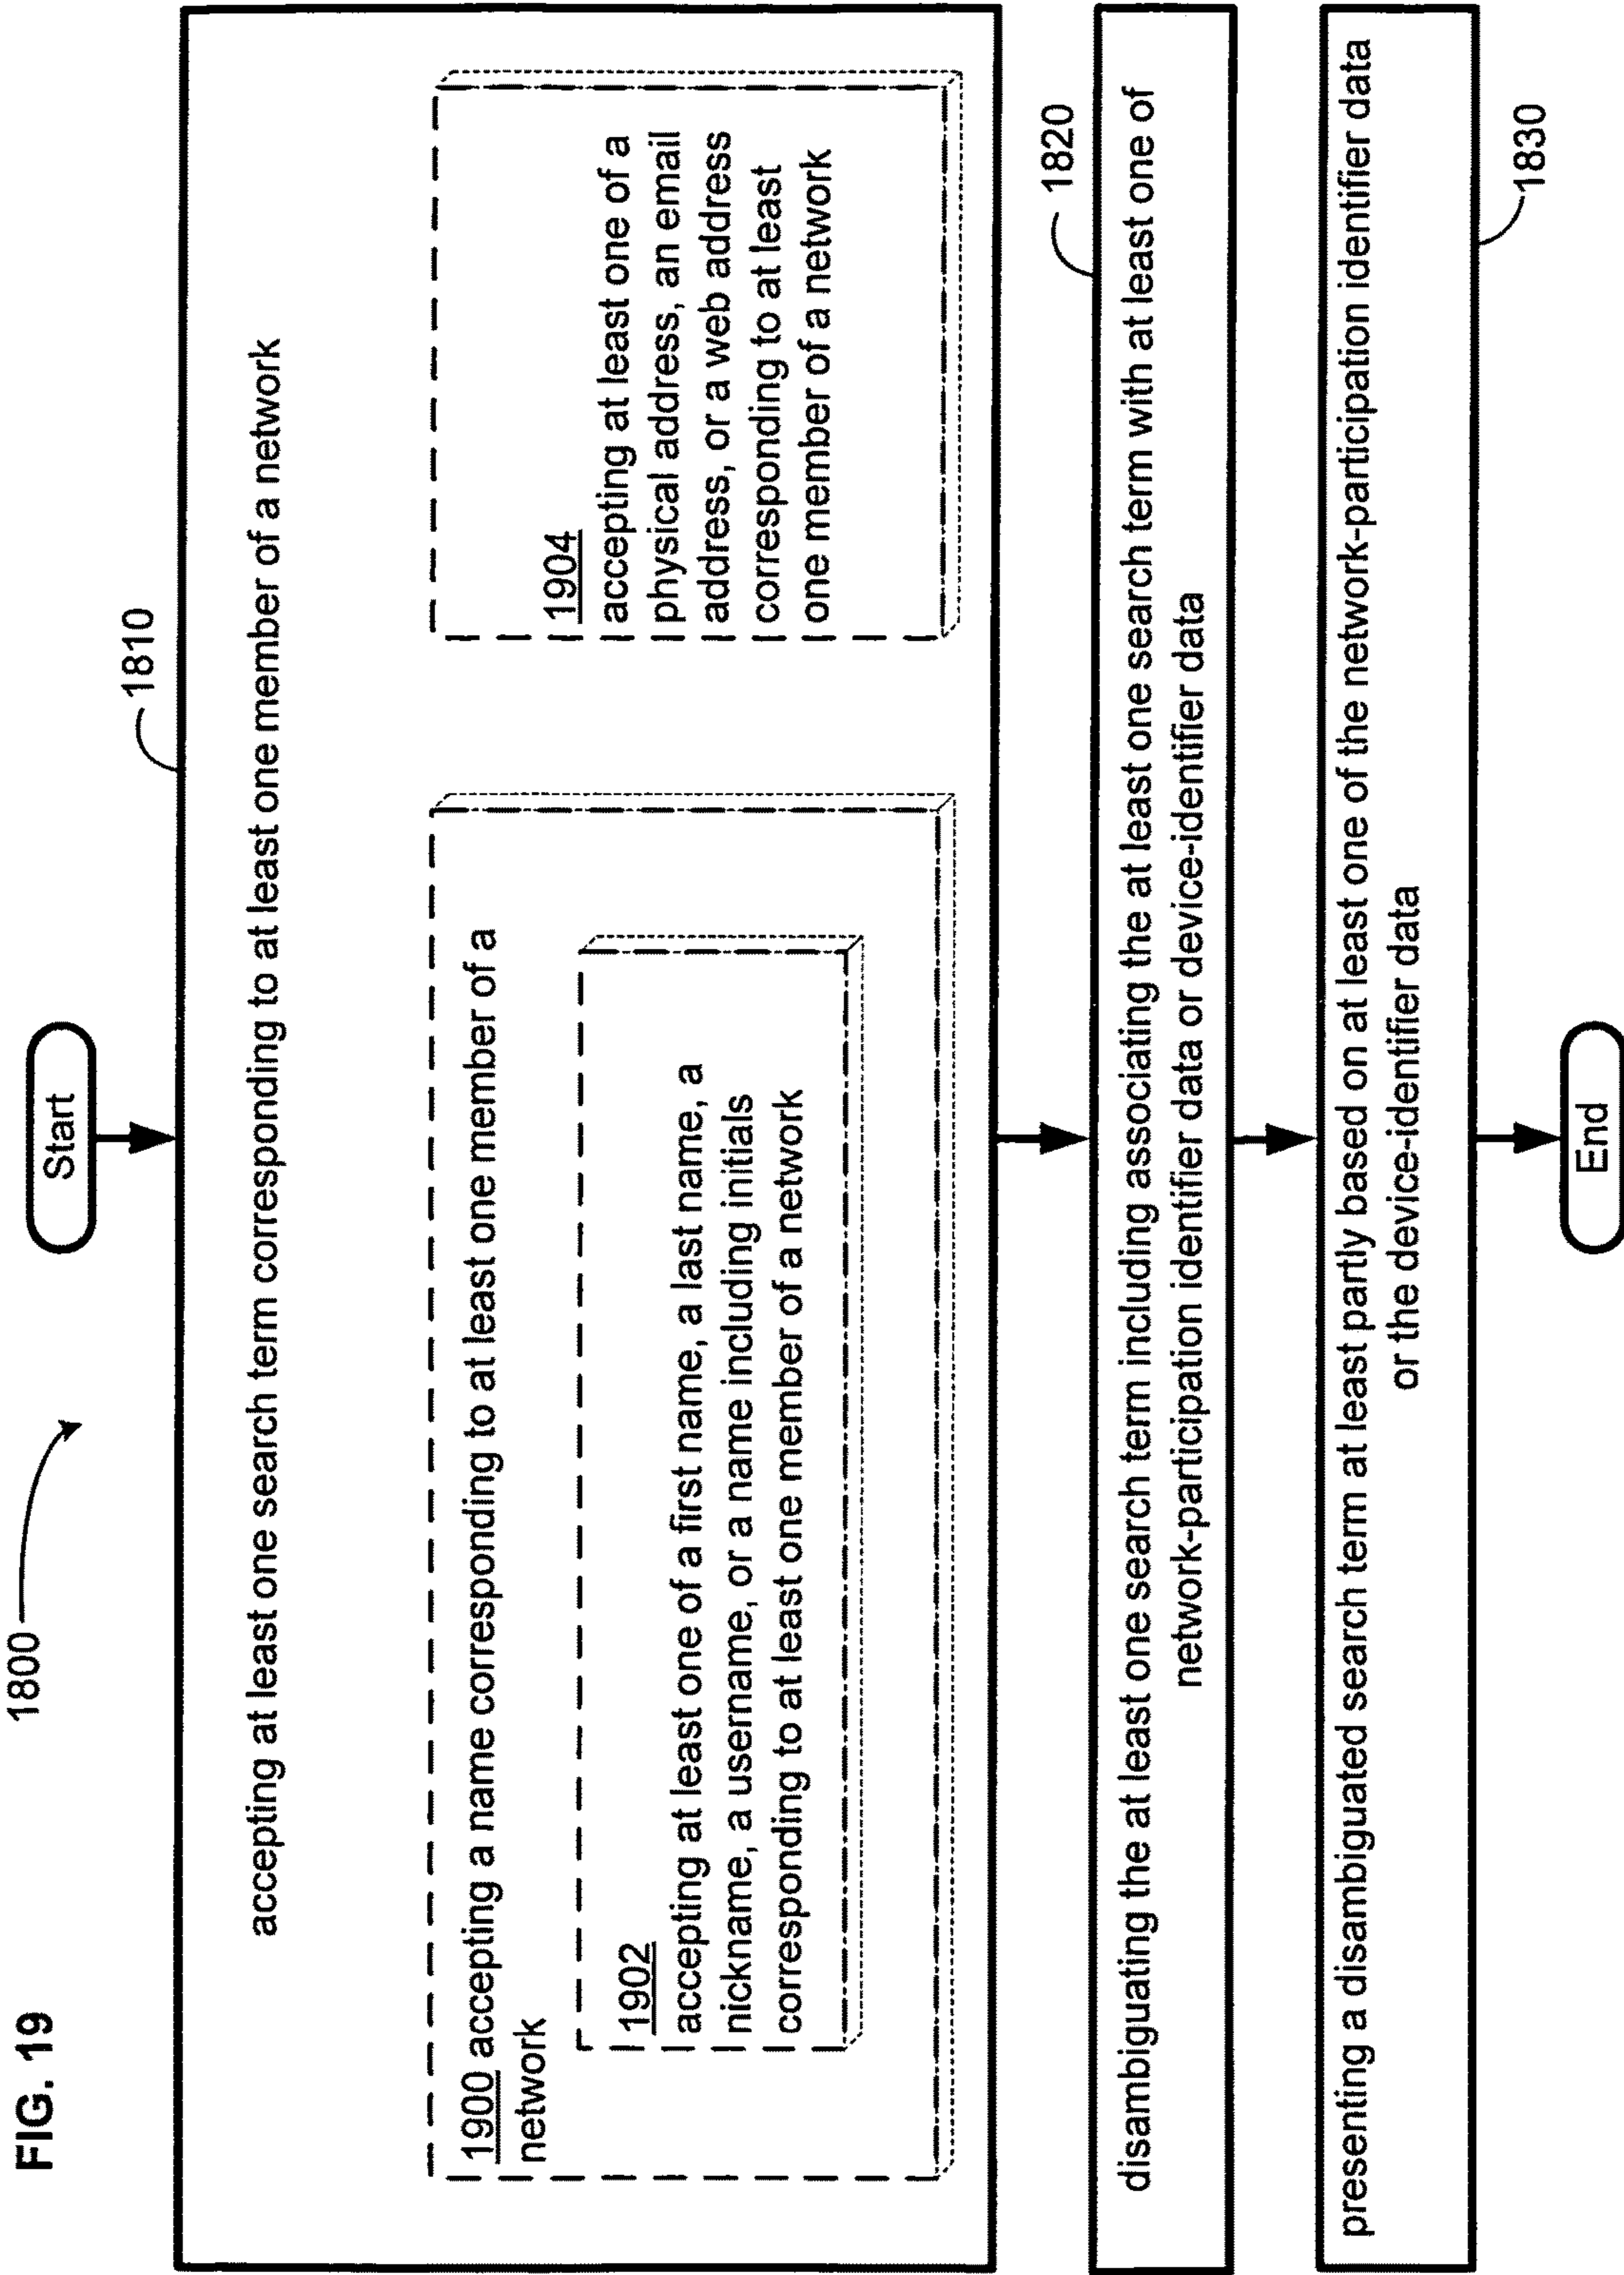 FIG. 19
1800
Start
1810
accepting at least one search term corresponding to at least one member of a network
1900 accepting a name corresponding to at least one member of a
network
1902
accepting at least one of a first name, a last name, a
nickname, a username, or a name including initials
corresponding to at least one member of a network
1904
accepting at least one of a
physical address, an email
address, or a web address
corresponding to at least
one member of a network
1820
disambiguating the at least one search term including associating the at least one search term with at least one of
network-participation identifier data or device-identifier data
presenting a disambiguated search term at least partly based on at least one of the network-participation identifier data
or the device-identifier data
1830
End